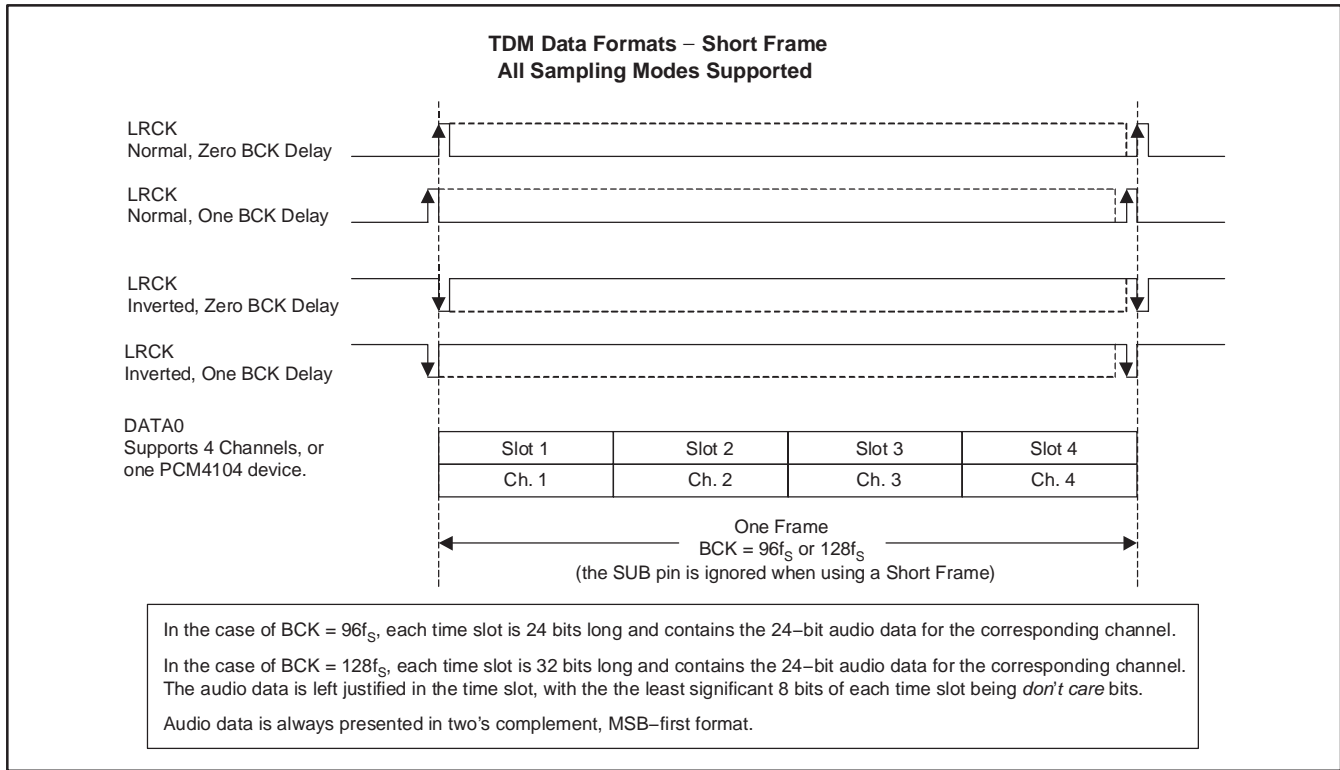 TDM Data Formats − Short Frame
All Sampling Modes Supported
LRCK
Normal, Zero BCK Delay
LRCK
Normal, One BCK Delay
LRCK
Inverted, Zero BCK Delay
LRCK
Inverted, One BCK Delay
DATA0
Supports 4 Channels, or
one PCM4104 device.
Slot 1 Slot 2 Slot 3 Slot 4
Ch. 1 Ch. 2 Ch. 3 Ch. 4
One Frame
BCK = 96fS or 128fS
(the SUB pin is ignored when using a Short Frame)
In the case of BCK = 96fS, each time slot is 24 bits long and contains the 24−bit audio data for the corresponding channel.
In the case of BCK = 128fS, each time slot is 32 bits long and contains the 24−bit audio data for the corresponding channel.
The audio data is left justified in the time slot, with the the least significant 8 bits of each time slot being don't care bits.
Audio data is always presented in two's complement, MSB−first format.